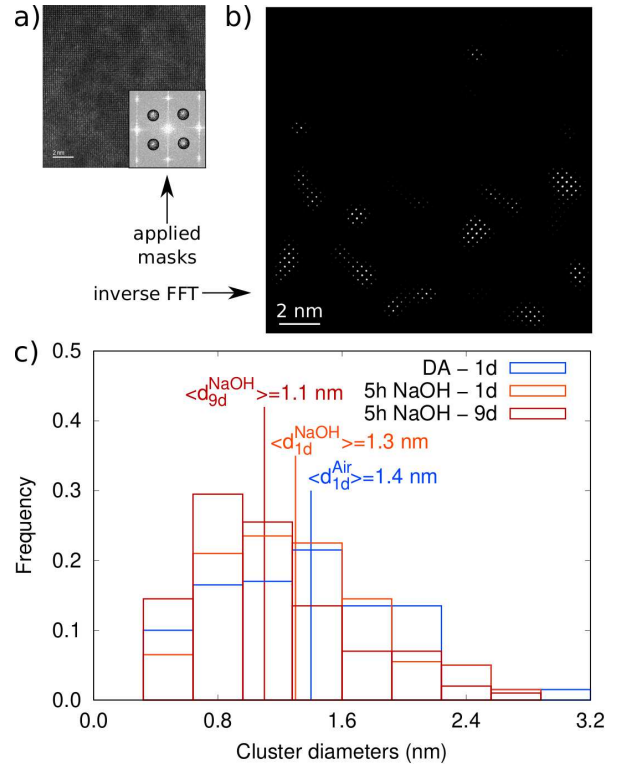 a)
2 nm
applied
masks
inverse FFT
b)
2 nm
c)
0.5
0.4
0.3
0.2
0.1
0.0
Frequency
DA – 1d
5h NaOH – 1d
5h NaOH – 9d
<d9dNaOH>=1.1 nm
<d1dNaOH>=1.3 nm
<d1dAir>=1.4 nm
0.0 0.8 1.6 2.4 3.2
Cluster diameters (nm)